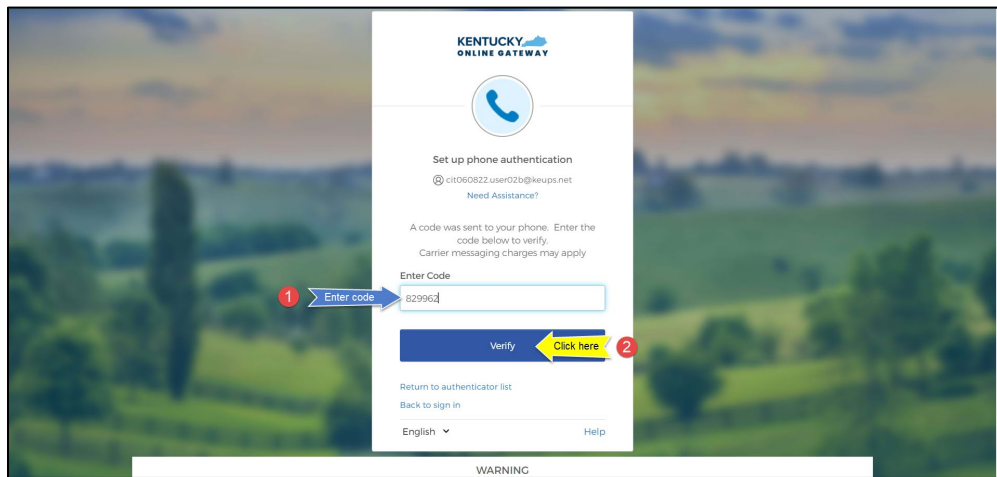 KENTUCKY
ONLINE GATEWAY
Set up phone authentication
cit060822.user02b@keups.net
Need Assistance?
A code was sent to your phone. Enter the
code below to verify.
Carrier messaging charges may apply
Enter Code
1 Enter code 829962
Verify Click here 2
Return to authenticator list
Back to sign in
English Help
WARNING